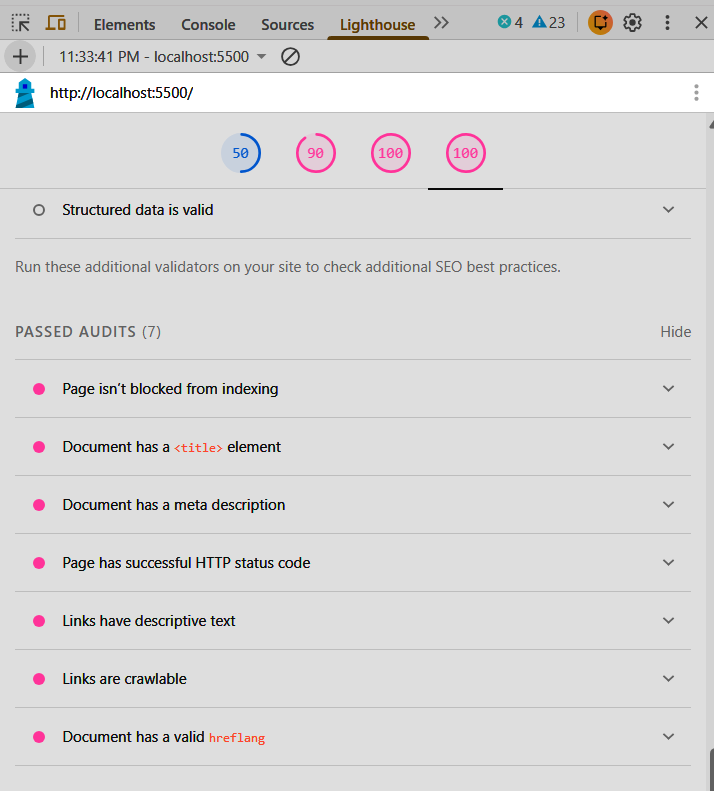 Elements Console Sources Lighthouse 4 23
11:33:41 PM - localhost:5500
http://localhost:5500/
50 90 100 100
Structured data is valid
Run these additional validators on your site to check additional SEO best practices.
PASSED AUDITS (7) Hide
Page isn’t blocked from indexing
Document has a <title> element
Document has a meta description
Page has successful HTTP status code
Links have descriptive text
Links are crawlable
Document has a valid hreflang